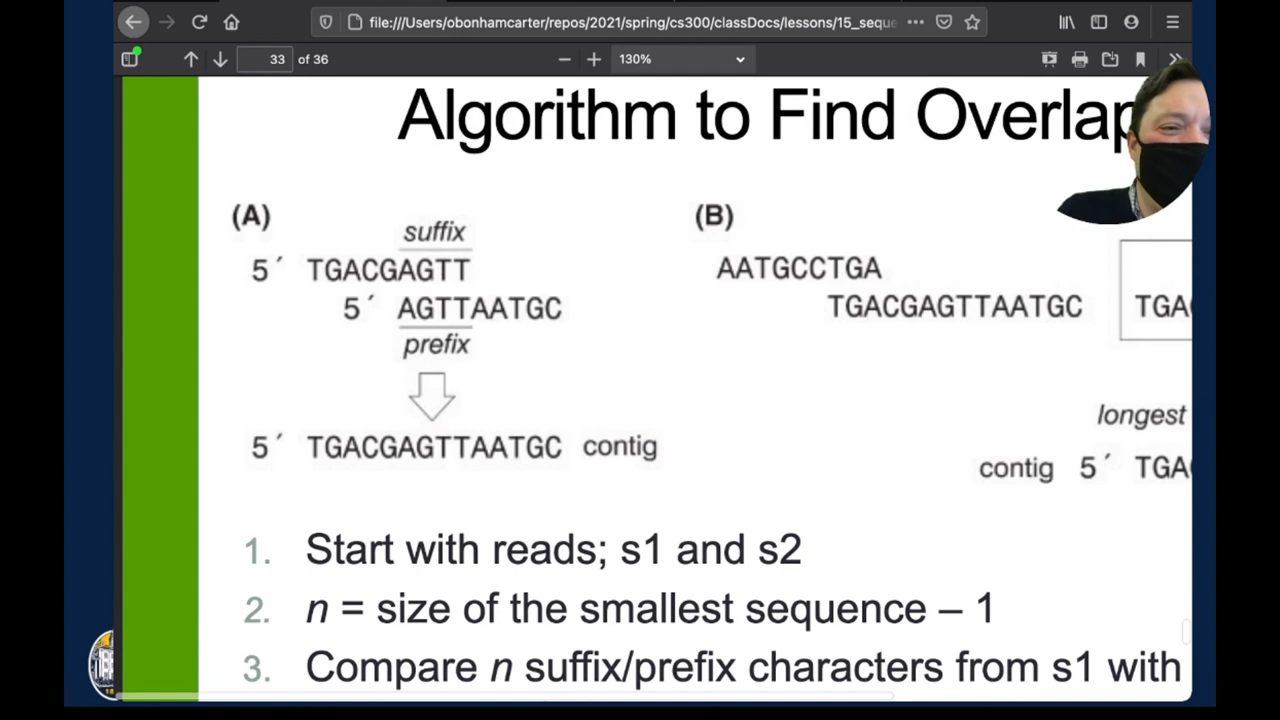 file:///Users/obonhamcarter/repos/2021/spring/cs300/classDocs/lessons/15_seque
33 of 36
130%
Algorithm to Find Overlap
(A)
suffix
5´ TGACGAGTT
5´ AGTTAATGC
prefix
5´ TGACGAGTTAATGC contig
(B)
AATGCCTGA
TGACGAGTTAATGC
TGA
longest
contig 5´ TGA
1. Start with reads; s1 and s2
2. n = size of the smallest sequence – 1
3. Compare n suffix/prefix characters from s1 with